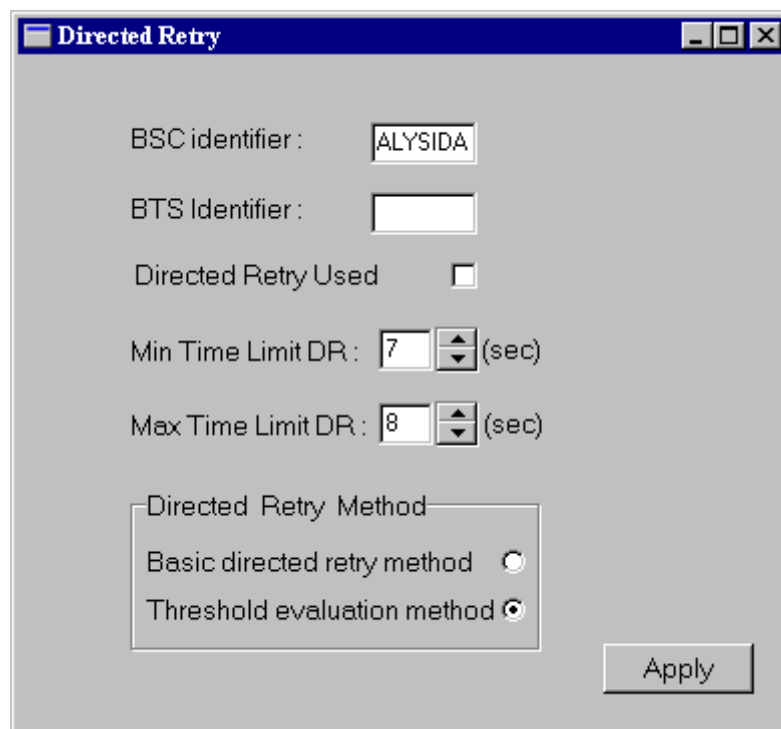 Directed Retry
BSC identifier : ALYSIDA
BTS Identifier :
Directed Retry Used
Min Time Limit DR : 7 (sec)
Max Time Limit DR : 8 (sec)
Directed Retry Method
Basic directed retry method
Threshold evaluation method
Apply